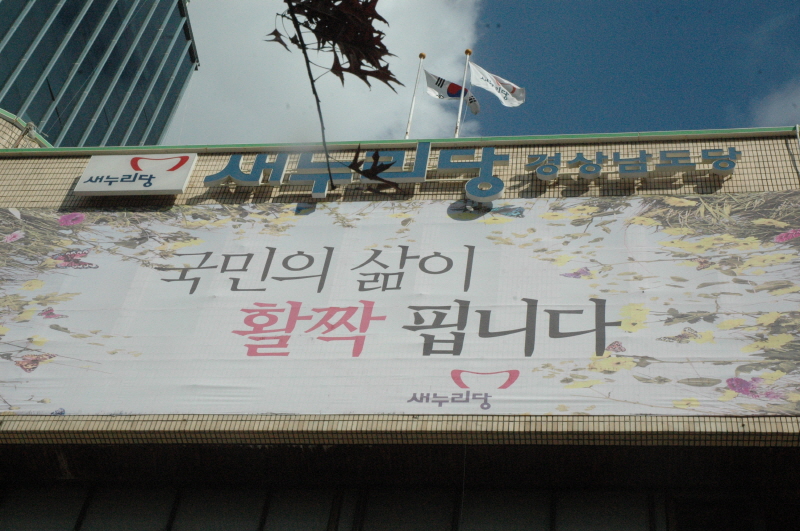 새누리당
새누리당 경상남도당
국민의 삶이
활짝 핍니다
새누리당